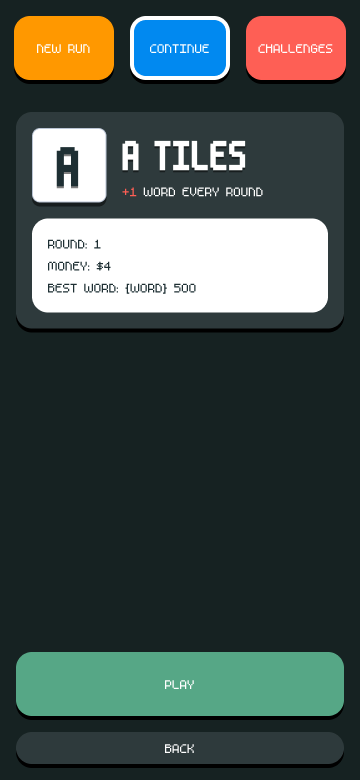 NEW RUN
CONTINUE
CHALLENGES
A
A TILES
+1 WORD EVERY ROUND
ROUND: 1
MONEY: $4
BEST WORD: {WORD} 500
PLAY
BACK